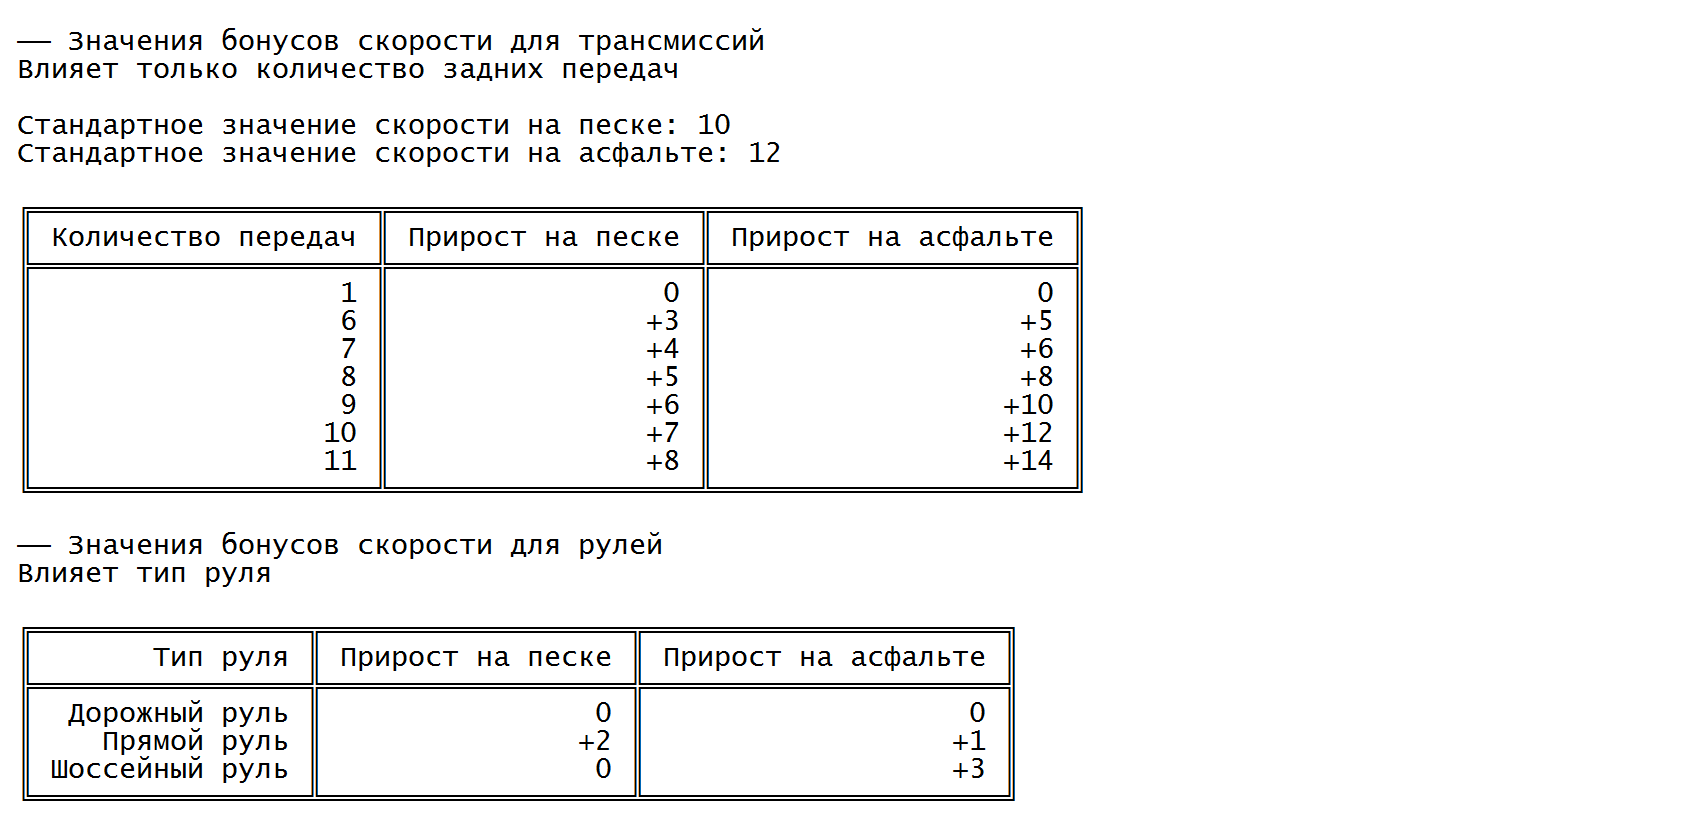 ── Значения бонусов скорости для трансмиссий
Влияет только количество задних передач
Стандартное значение скорости на песке: 10
Стандартное значение скорости на асфальте: 12
Количество передач Прирост на песке Прирост на асфальте
1 0 0
6 +3 +5
7 +4 +6
8 +5 +8
9 +6 +10
10 +7 +12
11 +8 +14
── Значения бонусов скорости для рулей
Влияет тип руля
Тип руля Прирост на песке Прирост на асфальте
Дорожный руль 0 0
Прямой руль +2 +1
Шоссейный руль 0 +3